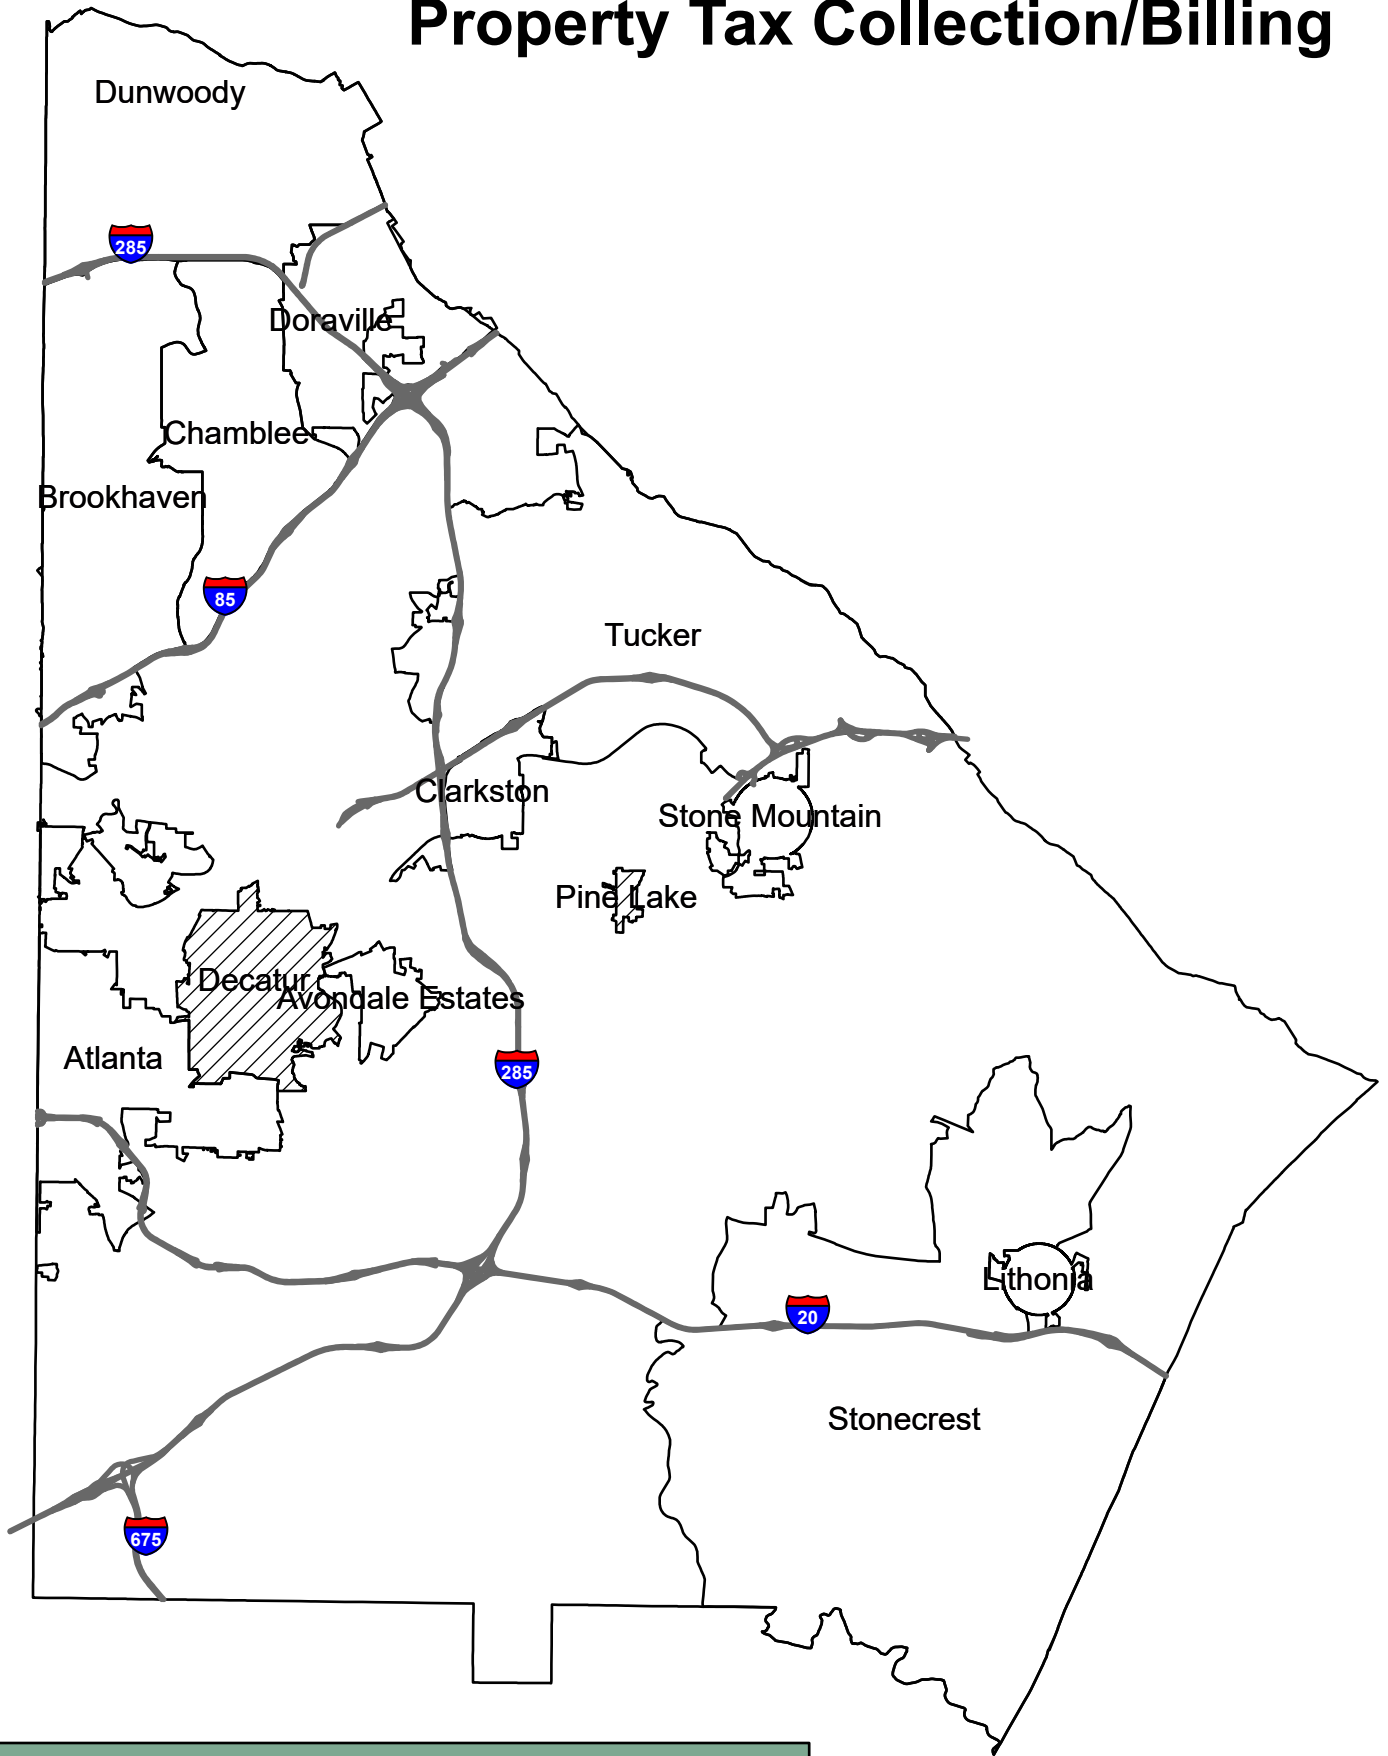 Property Tax Collection/Billing
Dunwoody
285
Doraville
Chamblee
Brookhaven
85
Tucker
Clarkston
Stone Mountain
Pine Lake
Decatur
Avondale Estates
Atlanta
285
Lithonia
20
Stonecrest
675